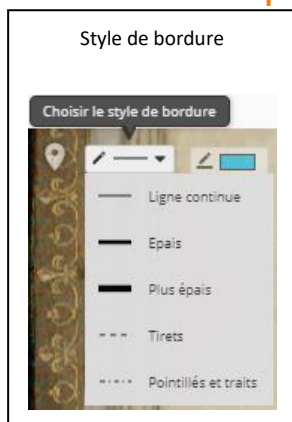 Style de bordure
Choisir le style de bordure
Ligne continue
Epais
Plus épais
Tirets
Pointillés et traits